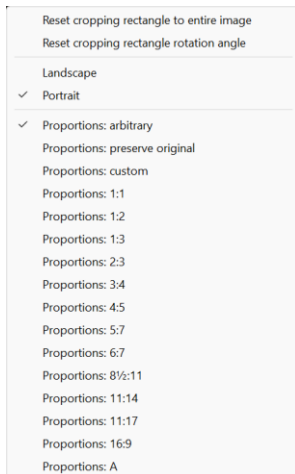 Reset cropping rectangle to entire image
Reset cropping rectangle rotation angle
Landscape
Portrait
Proportions: arbitrary
Proportions: preserve original
Proportions: custom
Proportions: 1:1
Proportions: 1:2
Proportions: 1:3
Proportions: 2:3
Proportions: 3:4
Proportions: 4:5
Proportions: 5:7
Proportions: 6:7
Proportions: 8½:11
Proportions: 11:14
Proportions: 11:17
Proportions: 16:9
Proportions: A